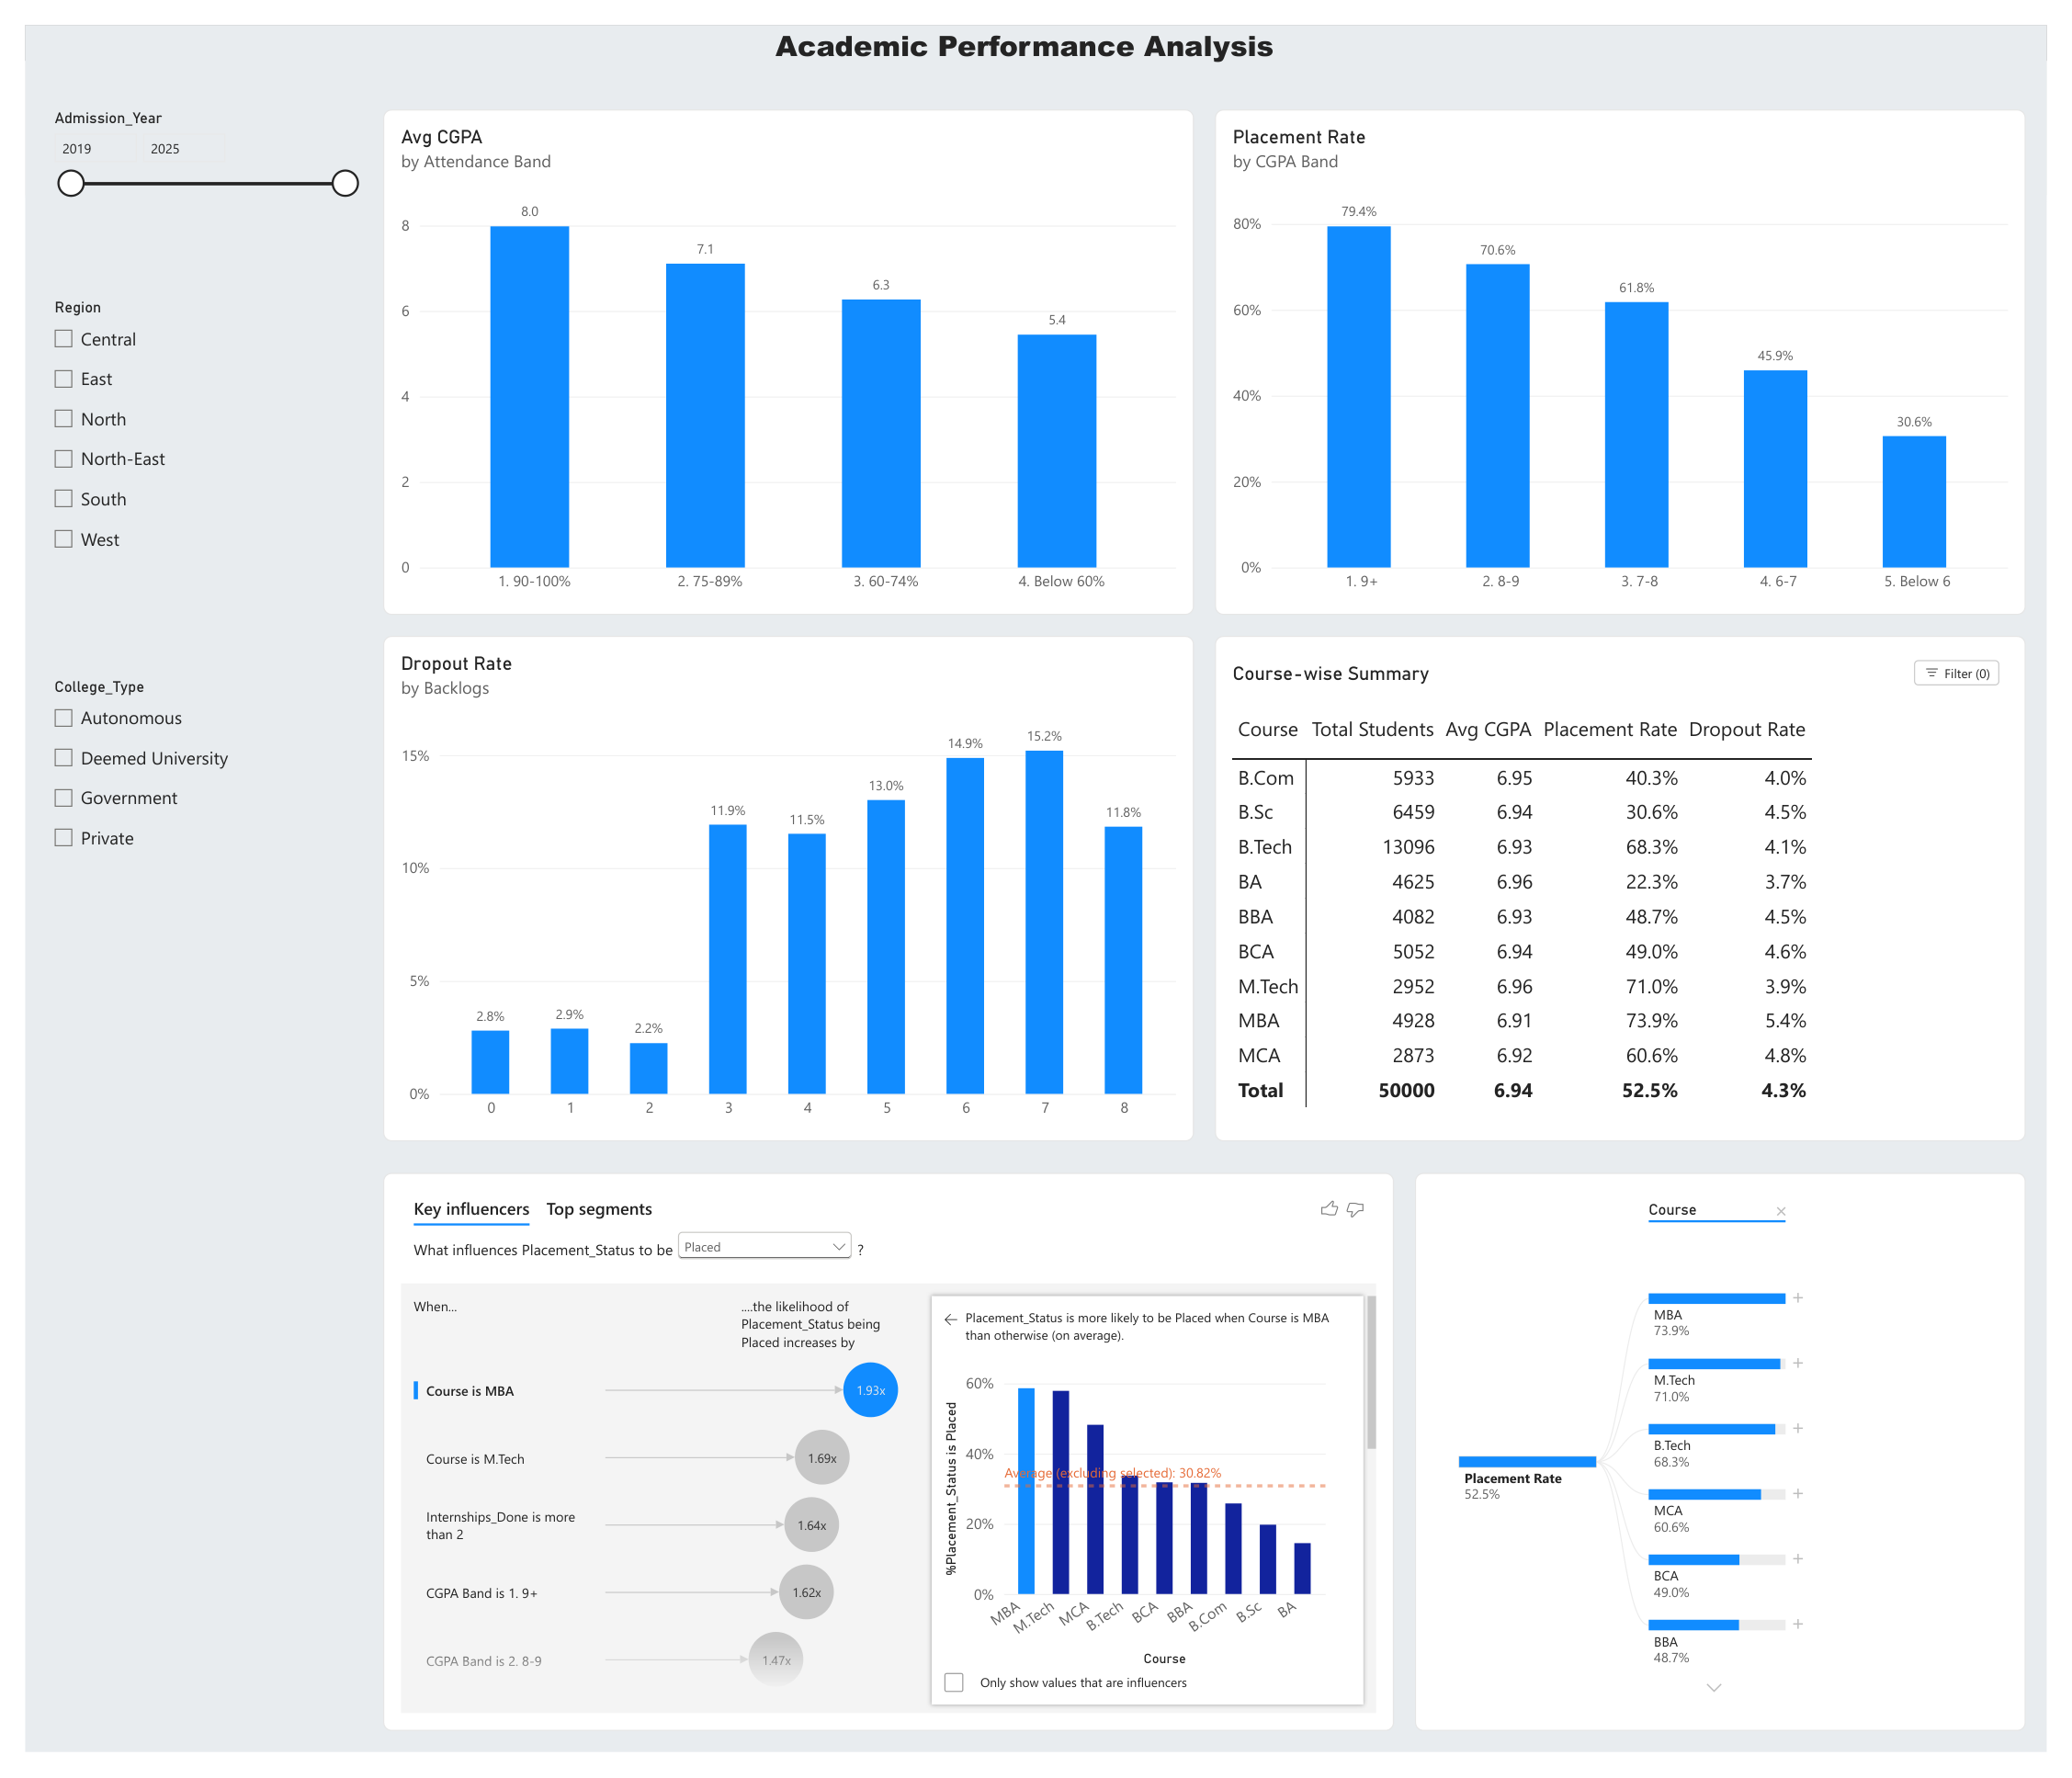 Academic Performance Analysis
Admission_Year
2019 2025
Region
Central
East
North
North-East
South
West
College_Type
Autonomous
Deemed University
Government
Private
Avg CGPA
by Attendance Band
8
6
4
2
0
8.0
7.1
6.3
5.4
1. 90-100% 2. 75-89% 3. 60-74% 4. Below 60%
Placement Rate
by CGPA Band
80%
60%
40%
20%
0%
79.4%
70.6%
61.8%
45.9%
30.6%
1. 9+ 2. 8-9 3. 7-8 4. 6-7 5. Below 6
Dropout Rate
by Backlogs
15%
10%
5%
0%
2.8%
2.9%
2.2%
11.9%
11.5%
13.0%
14.9%
15.2%
11.8%
0 1 2 3 4 5 6 7 8
Course-wise Summary
Filter (0)
Course Total Students Avg CGPA Placement Rate Dropout Rate
B.Com 5933 6.95 40.3% 4.0%
B.Sc 6459 6.94 30.6% 4.5%
B.Tech 13096 6.93 68.3% 4.1%
BA 4625 6.96 22.3% 3.7%
BBA 4082 6.93 48.7% 4.5%
BCA 5052 6.94 49.0% 4.6%
M.Tech 2952 6.96 71.0% 3.9%
MBA 4928 6.91 73.9% 5.4%
MCA 2873 6.92 60.6% 4.8%
Total 50000 6.94 52.5% 4.3%
Key influencers Top segments
What influences Placement_Status to be Placed ?
When...
....the likelihood of
Placement_Status being
Placed increases by
Course is MBA 1.93x
Course is M.Tech 1.69x
Internships_Done is more
than 2
1.64x
CGPA Band is 1. 9+ 1.62x
CGPA Band is 2. 8-9 1.47x
Placement_Status is more likely to be Placed when Course is MBA
than otherwise (on average).
%Placement_Status is Placed
60%
40%
20%
0%
Average (excluding selected): 30.82%
MBA M.Tech MCA B.Tech BCA BBA B.Com B.Sc BA
Course
Only show values that are influencers
Course
Placement Rate
52.5%
MBA
73.9%
M.Tech
71.0%
B.Tech
68.3%
MCA
60.6%
BCA
49.0%
BBA
48.7%